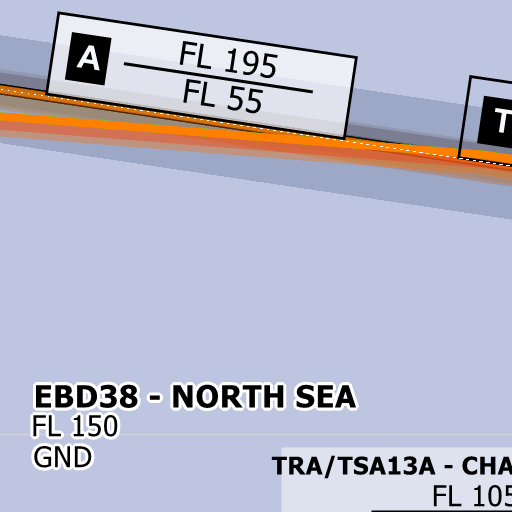 A FL 195
FL 55
T
EBD38 - NORTH SEA
FL 150
GND
TRA/TSA13A - CHA
FL 105